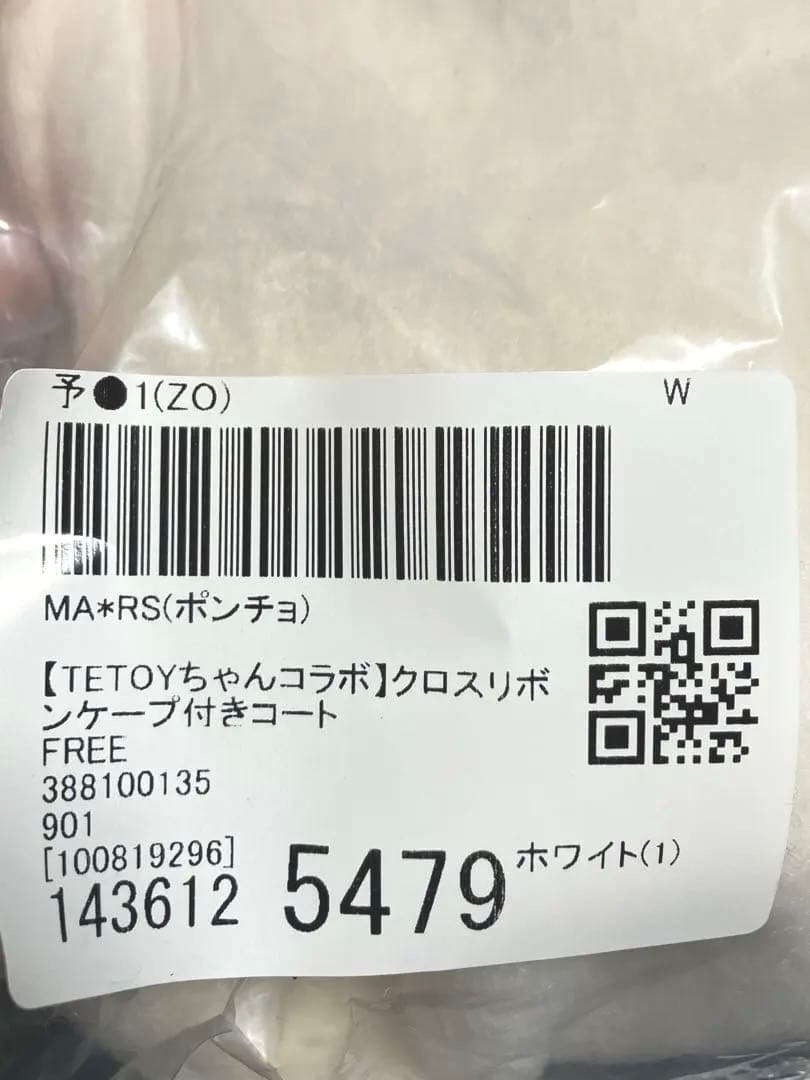 予●1(ZO) W
MA*RS(ポンチョ)
【TETOYちゃんコラボ】クロスリボ
ンケープ付きコート
FREE
388100135
901
[100819296]
143612 5479 ホワイト(1)